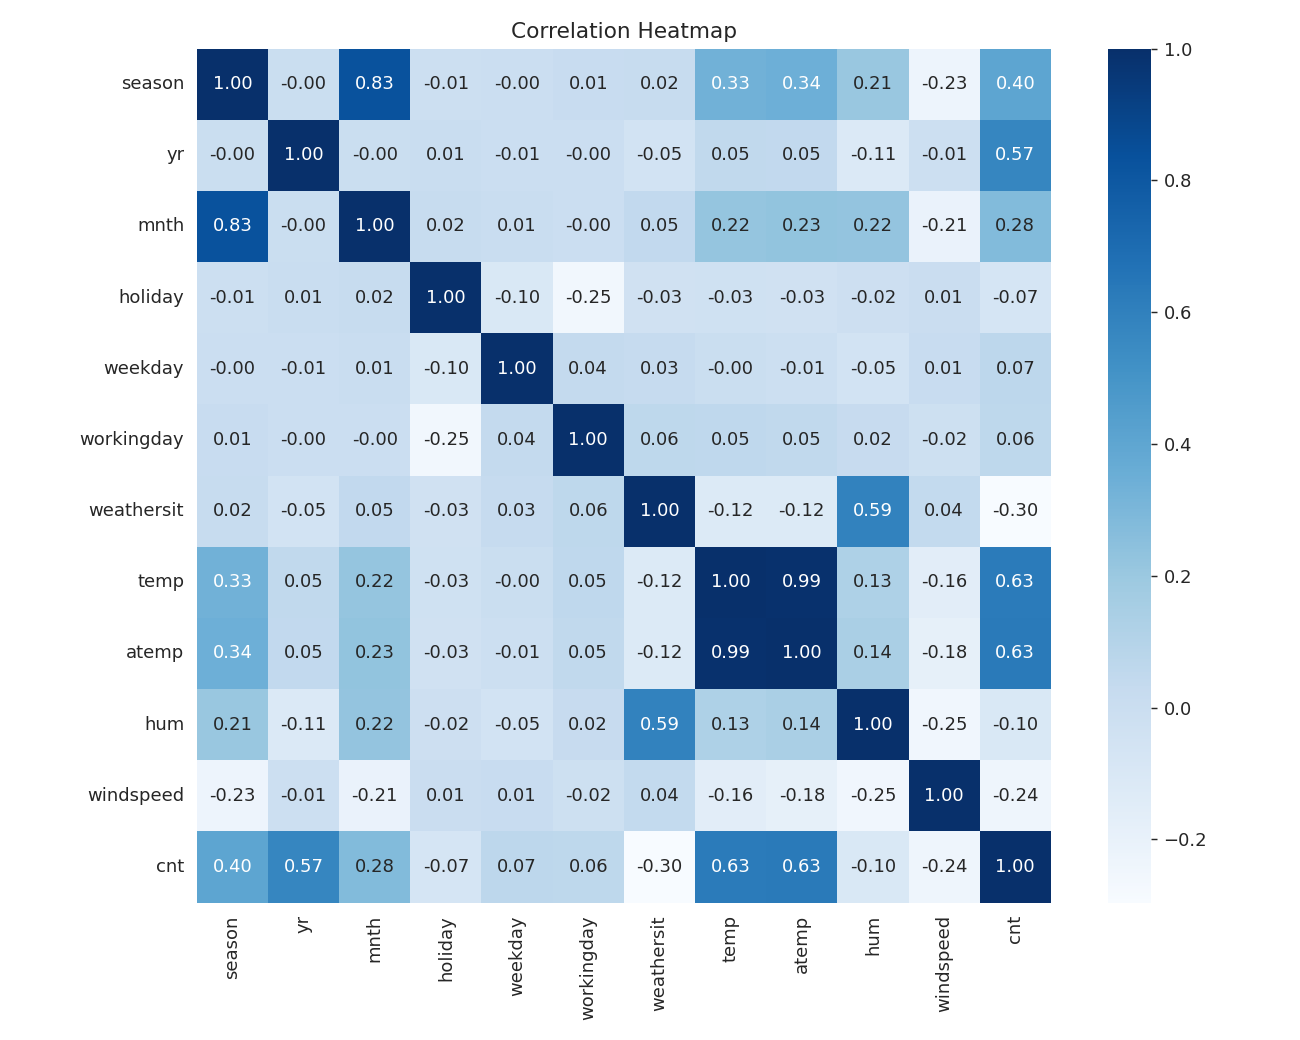 Correlation Heatmap
season 1.00 -0.00 0.83 -0.01 -0.00 0.01 0.02 0.33 0.34 0.21 -0.23 0.40
yr -0.00 1.00 -0.00 0.01 -0.01 -0.00 -0.05 0.05 0.05 -0.11 -0.01 0.57
mnth 0.83 -0.00 1.00 0.02 0.01 -0.00 0.05 0.22 0.23 0.22 -0.21 0.28
holiday -0.01 0.01 0.02 1.00 -0.10 -0.25 -0.03 -0.03 -0.03 -0.02 0.01 -0.07
weekday -0.00 -0.01 0.01 -0.10 1.00 0.04 0.03 -0.00 -0.01 -0.05 0.01 0.07
workingday 0.01 -0.00 -0.00 -0.25 0.04 1.00 0.06 0.05 0.05 0.02 -0.02 0.06
weathersit 0.02 -0.05 0.05 -0.03 0.03 0.06 1.00 -0.12 -0.12 0.59 0.04 -0.30
temp 0.33 0.05 0.22 -0.03 -0.00 0.05 -0.12 1.00 0.99 0.13 -0.16 0.63
atemp 0.34 0.05 0.23 -0.03 -0.01 0.05 -0.12 0.99 1.00 0.14 -0.18 0.63
hum 0.21 -0.11 0.22 -0.02 -0.05 0.02 0.59 0.13 0.14 1.00 -0.25 -0.10
windspeed -0.23 -0.01 -0.21 0.01 0.01 -0.02 0.04 -0.16 -0.18 -0.25 1.00 -0.24
cnt 0.40 0.57 0.28 -0.07 0.07 0.06 -0.30 0.63 0.63 -0.10 -0.24 1.00
season yr mnth holiday weekday workingday weathersit temp atemp hum windspeed cnt
1.0
0.8
0.6
0.4
0.2
0.0
−0.2